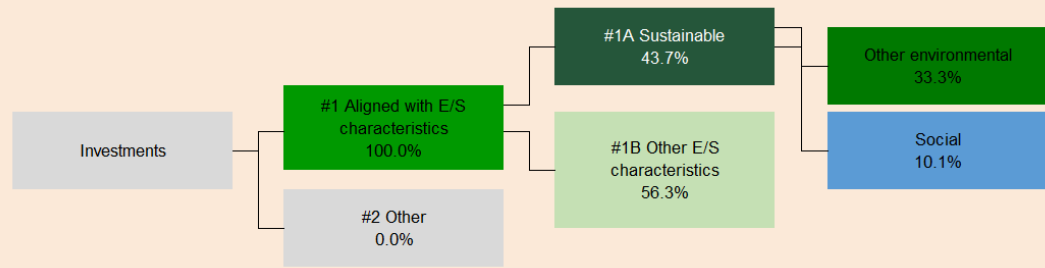 Investments
#1 Aligned with E/S
characteristics
100.0%
#2 Other
0.0%
#1A Sustainable
43.7%
#1B Other E/S
characteristics
56.3%
Other environmental
33.3%
Social
10.1%